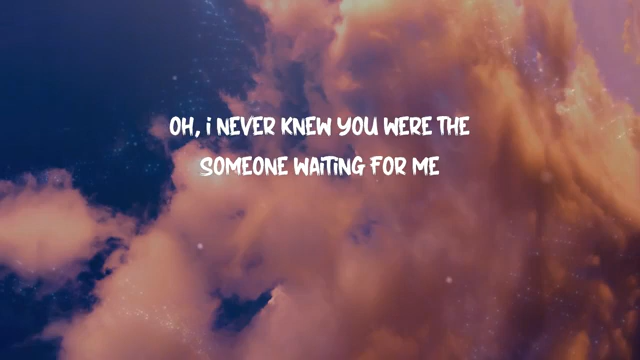 OH, i NEVER KNEW YOU WERE THE
SOMEONE WAiTiNG FOR ME